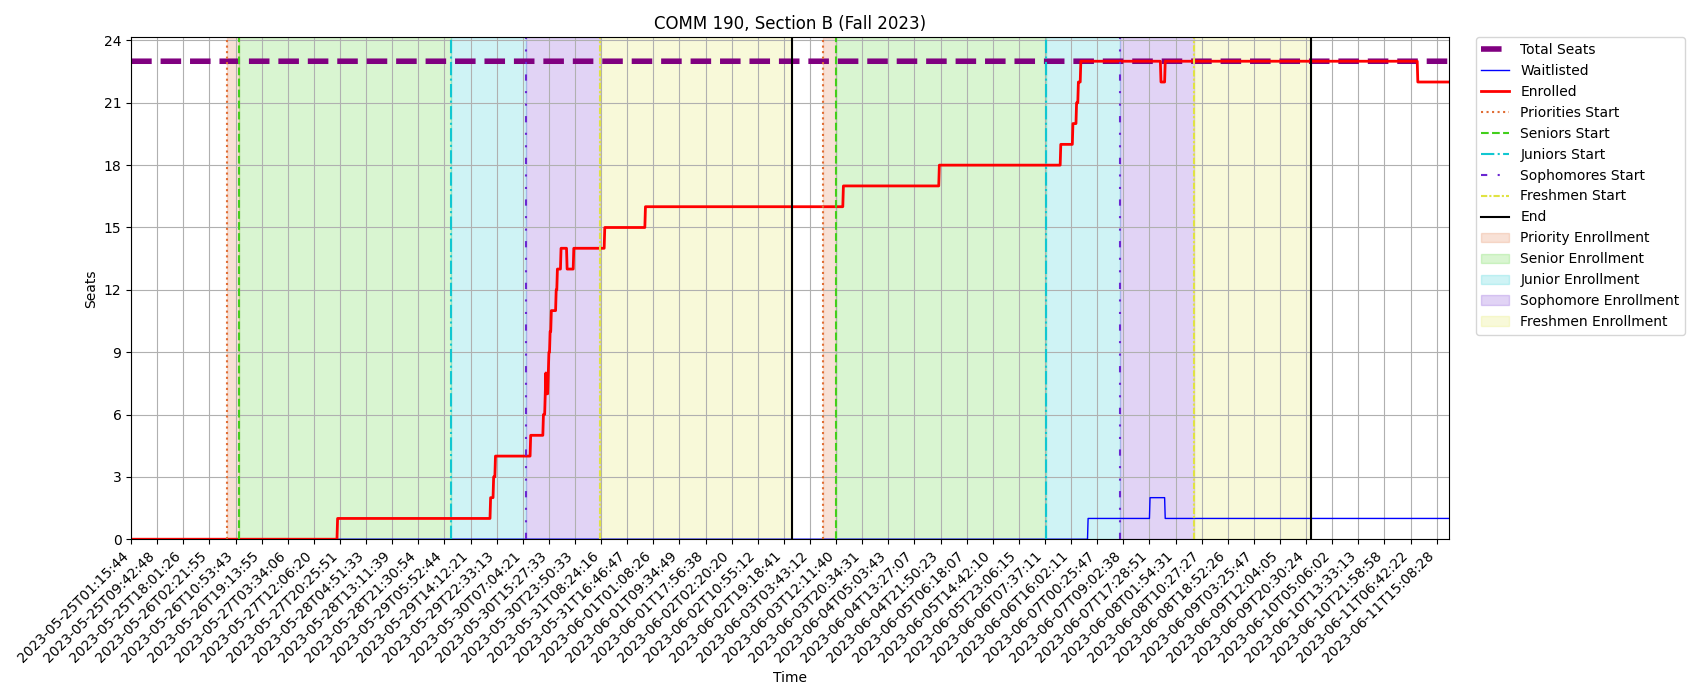 COMM 190, Section B (Fall 2023)
24
21
18
15
12
9
6
3
0
Seats
2023-05-25T01:15:44
2023-05-25T09:42:48
2023-05-25T18:01:26
2023-05-26T02:21:55
2023-05-26T10:53:43
2023-05-26T19:13:55
2023-05-27T03:34:06
2023-05-27T12:06:20
2023-05-27T20:25:51
2023-05-28T04:51:33
2023-05-28T13:11:39
2023-05-28T21:30:54
2023-05-29T05:52:44
2023-05-29T14:12:21
2023-05-29T22:33:13
2023-05-30T07:04:21
2023-05-30T15:27:33
2023-05-30T23:50:33
2023-05-31T08:24:16
2023-05-31T16:46:47
2023-06-01T01:08:26
2023-06-01T09:34:49
2023-06-01T17:56:38
2023-06-02T02:20:20
2023-06-02T10:55:12
2023-06-02T19:18:41
2023-06-03T03:43:12
2023-06-03T12:11:40
2023-06-03T20:34:31
2023-06-04T05:03:43
2023-06-04T13:27:07
2023-06-04T21:50:23
2023-06-05T06:18:07
2023-06-05T14:42:10
2023-06-05T23:06:15
2023-06-06T07:37:11
2023-06-06T16:02:11
2023-06-07T00:25:47
2023-06-07T09:02:38
2023-06-07T17:28:51
2023-06-08T01:54:31
2023-06-08T10:27:27
2023-06-08T18:52:26
2023-06-09T03:25:47
2023-06-09T12:04:05
2023-06-09T20:30:24
2023-06-10T05:06:02
2023-06-10T13:33:13
2023-06-10T21:58:58
2023-06-11T06:42:22
2023-06-11T15:08:28
Time
Total Seats
Waitlisted
Enrolled
Priorities Start
Seniors Start
Juniors Start
Sophomores Start
Freshmen Start
End
Priority Enrollment
Senior Enrollment
Junior Enrollment
Sophomore Enrollment
Freshmen Enrollment